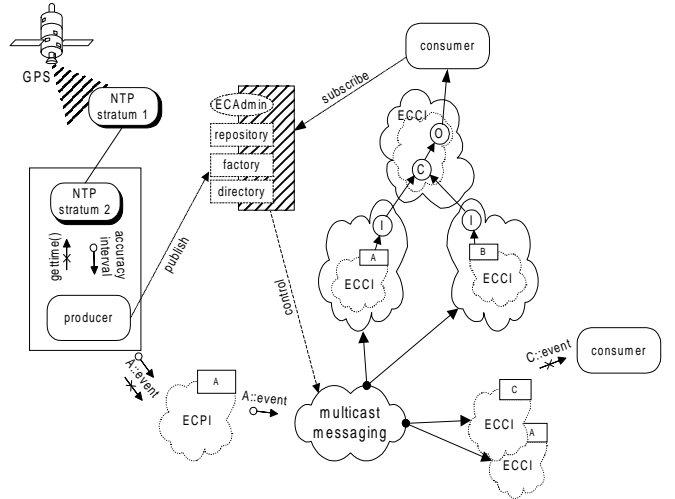 GPS
NTP
stratum 1
NTP
stratum 2
gettime()
accuracy
interval
producer
publish
ECAdmin
repository
factory
directory
subscribe
consumer
ECCI
O
C
I
I
A
ECCI
B
ECCI
control
A::event
A
ECPI
A::event
multicast
messaging
C::event
consumer
C
ECCI
A
ECCI